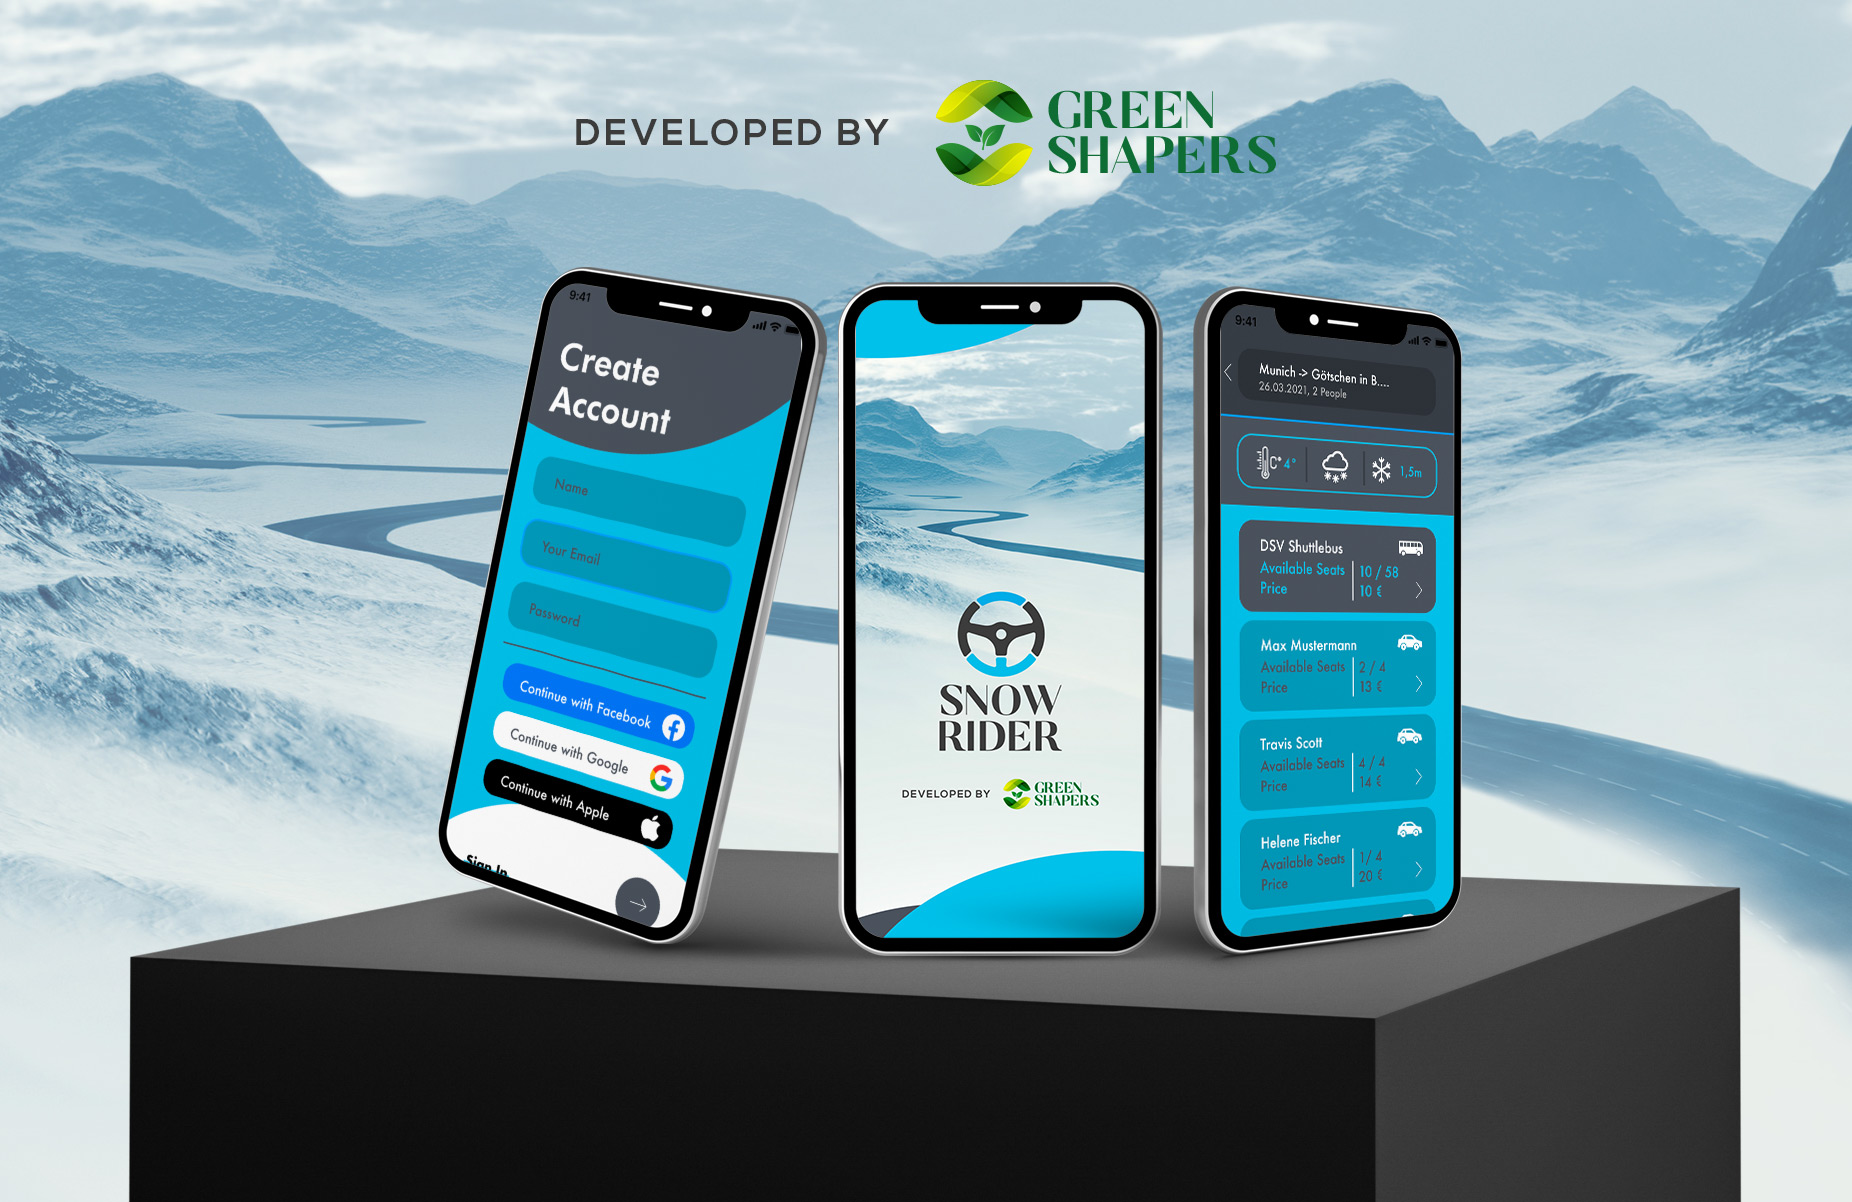 DEVELOPED BY
GREEN
SHAPERS
9:41
Create
Account
Name
Your Email
Password
Continue with Facebook
Continue with Google
Continue with Apple
Sign In
SNOW
RIDER
DEVELOPED BY
GREEN
SHAPERS
9:41
Munich -> Götschen in B....
26.03.2021, 2 People
C° 4°
1,5m
DSV Shuttlebus
Available Seats 10 / 58
Price 10 €
Max Mustermann
Available Seats 2 / 4
Price 13 €
Travis Scott
Available Seats 4 / 4
Price 14 €
Helene Fischer
Available Seats 1 / 4
Price 20 €